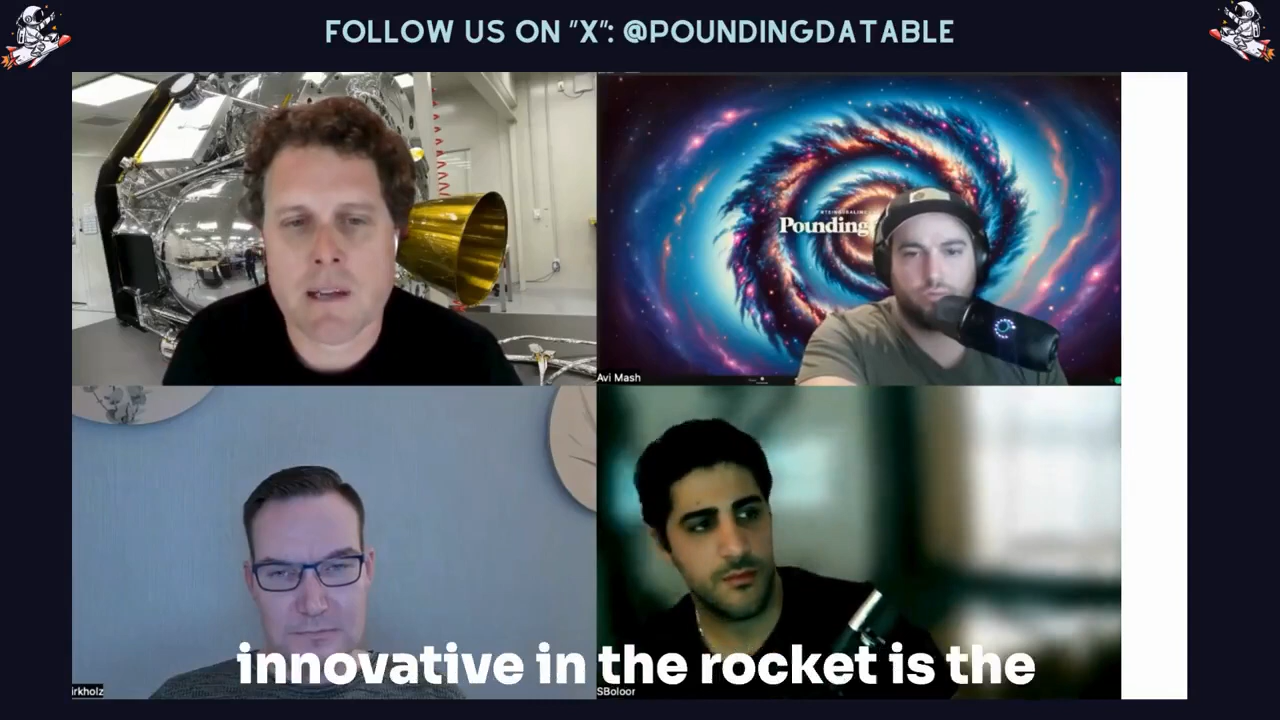 FOLLOW US ON "X": @POUNDINGDATABLE
Pounding
Avi Mash
irkholz
SBoloor
innovative in the rocket is the